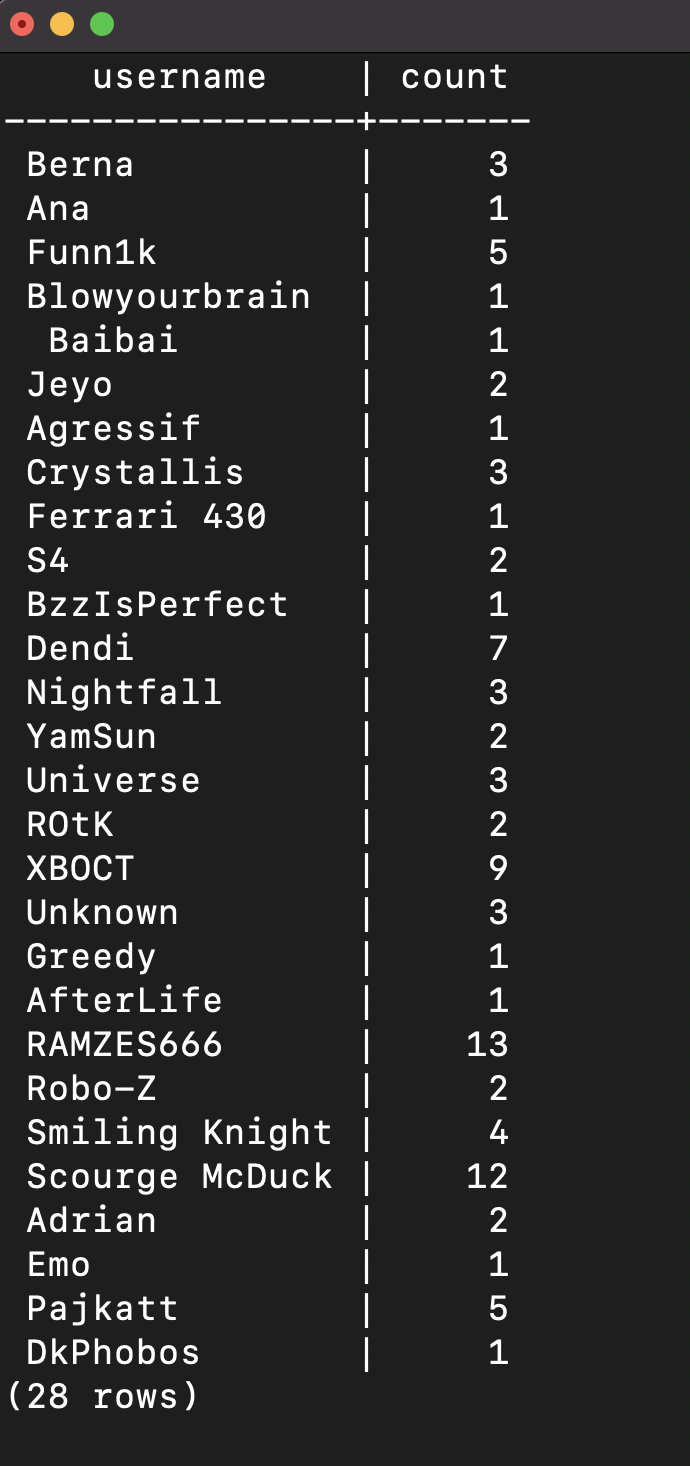 username     | count
----------------+-------
 Berna           |     3
 Ana             |     1
 Funn1k          |     5
 Blowyourbrain   |     1
  Baibai         |     1
 Jeyo            |     2
 Agressif        |     1
 Crystallis      |     3
 Ferrari 430     |     1
 S4              |     2
 BzzIsPerfect    |     1
 Dendi           |     7
 Nightfall       |     3
 YamSun          |     2
 Universe        |     3
 ROtK            |     2
 XBOCT           |     9
 Unknown         |     3
 Greedy          |     1
 AfterLife       |     1
 RAMZES666       |    13
 Robo-Z          |     2
 Smiling Knight  |     4
 Scourge McDuck  |    12
 Adrian          |     2
 Emo             |     1
 Pajkatt         |     5
 DkPhobos        |     1
(28 rows)